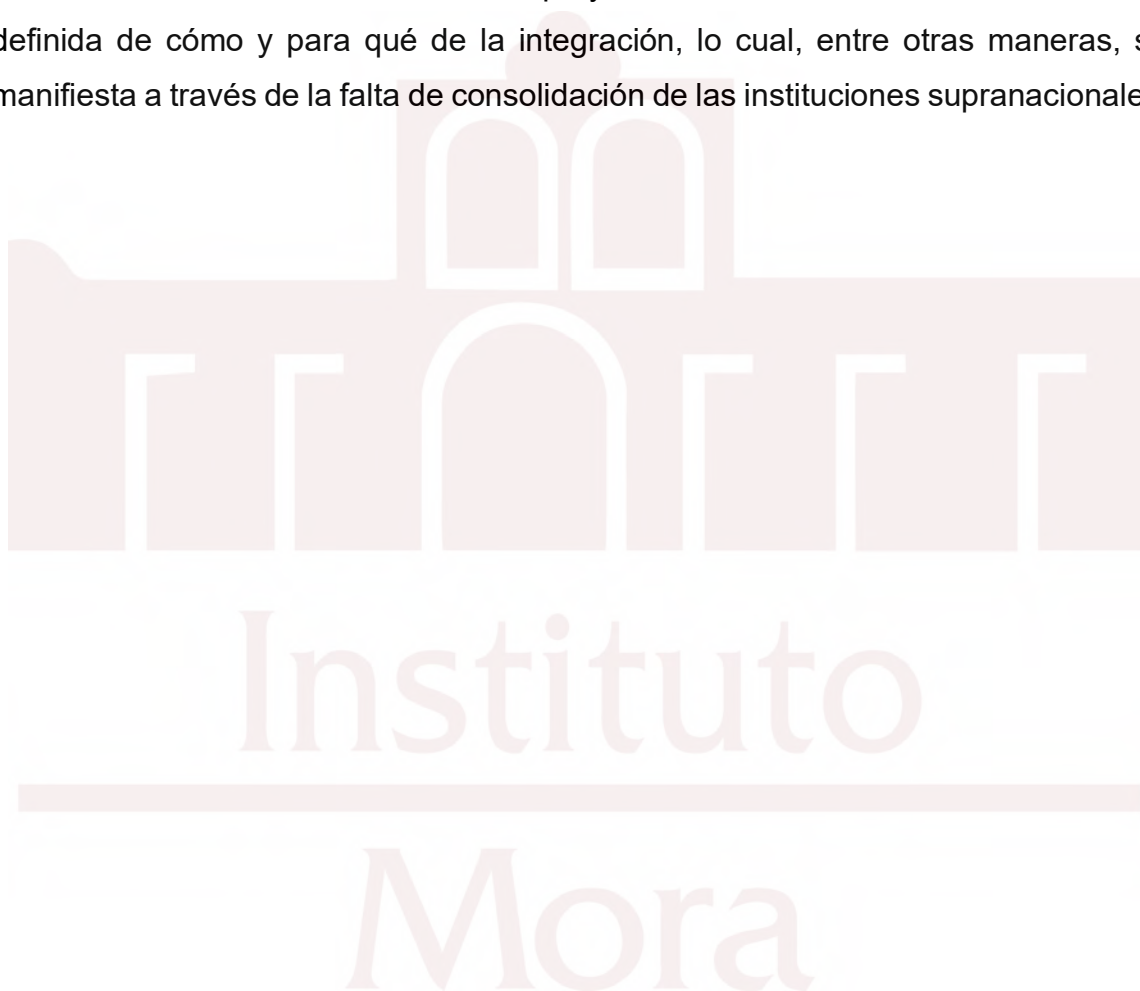 definida de cómo y para qué de la integración, lo cual, entre otras maneras, s
manifiesta a través de la falta de consolidación de las instituciones supranacionale
Instituto
Mora